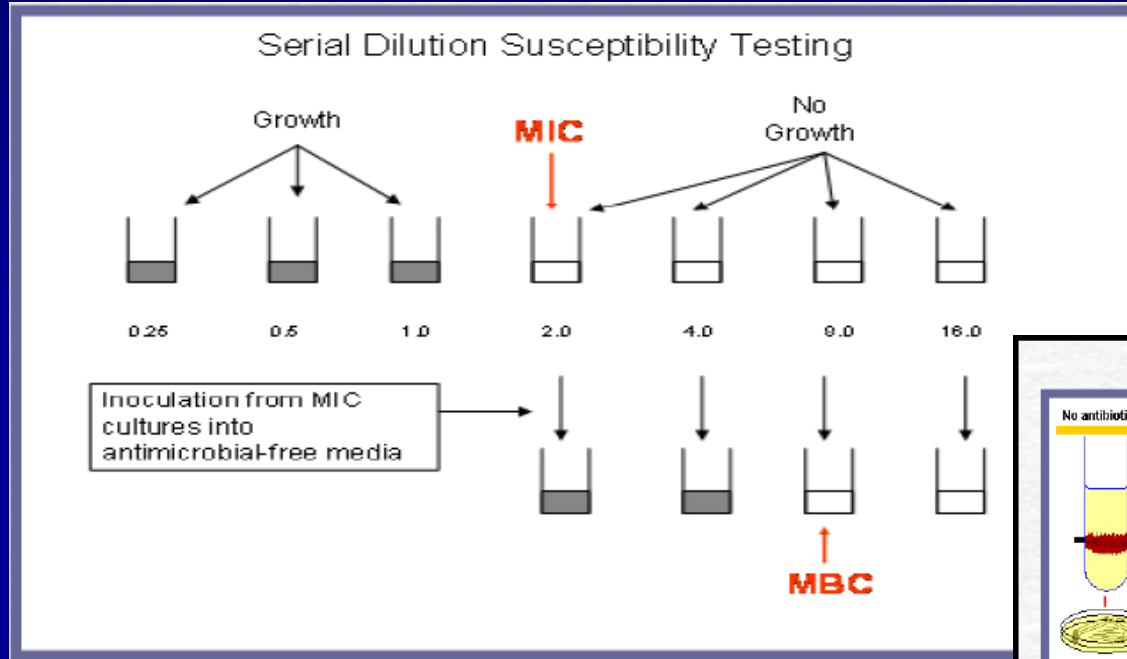 Serial Dilution Susceptibility Testing
Growth
MIC
No
Growth
0.25 0.5 1.0 2.0 4.0 8.0 16.0
Inoculation from MIC
cultures into
antimicrobial-free media
MBC
No antibioti